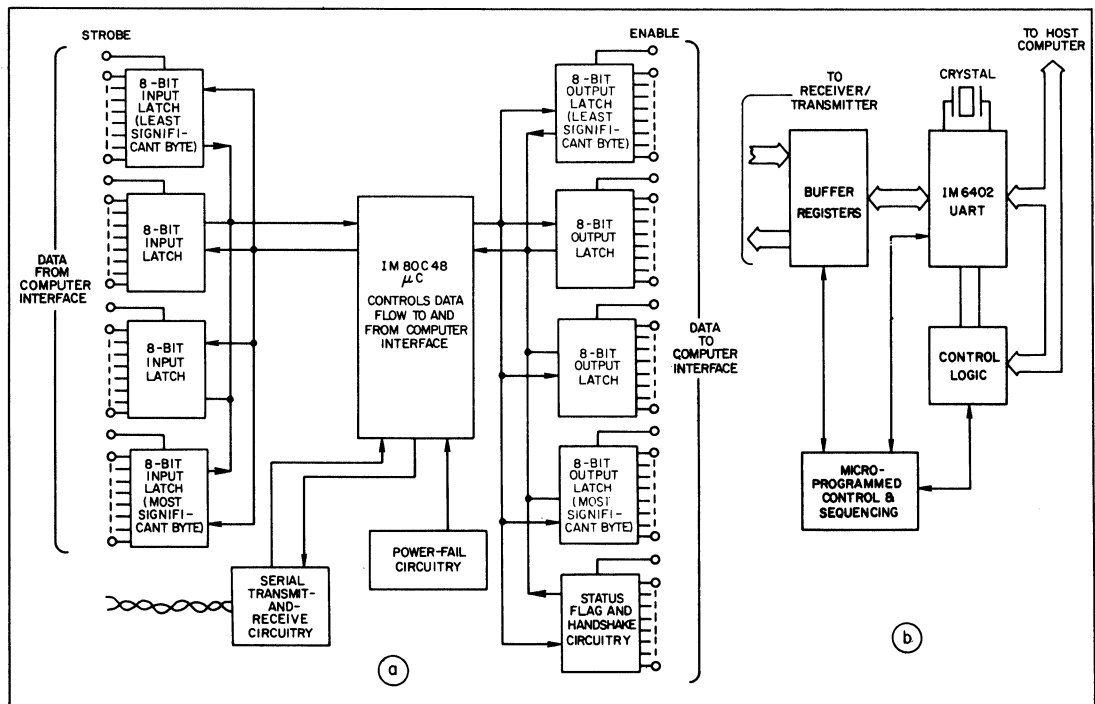 STROBE
8-BIT
INPUT
LATCH
(LEAST
SIGNIFI-
CANT BYTE)
8-BIT
INPUT
LATCH
8-BIT
INPUT
LATCH
8-BIT
INPUT
LATCH
(MOST
SIGNIFI-
CANT BYTE)
DATA
FROM
COMPUTER
INTERFACE
IM80C48
μC
CONTROLS DATA
FLOW TO AND
FROM COMPUTER
INTERFACE
SERIAL
TRANSMIT-
AND-
RECEIVE
CIRCUITRY
POWER-FAIL
CIRCUITRY
a
ENABLE
8-BIT
OUTPUT
LATCH
(LEAST
SIGNIFI-
CANT BYTE)
8-BIT
OUTPUT
LATCH
8-BIT
OUTPUT
LATCH
8-BIT
OUTPUT
LATCH
(MOST
SIGNIFI-
CANT BYTE)
STATUS
FLAG AND
HANDSHAKE
CIRCUITRY
DATA
TO
COMPUTER
INTERFACE
TO HOST
COMPUTER
CRYSTAL
TO
RECEIVER/
TRANSMITTER
BUFFER
REGISTERS
IM6402
UART
CONTROL
LOGIC
MICRO-
PROGRAMMED
CONTROL &
SEQUENCING
b